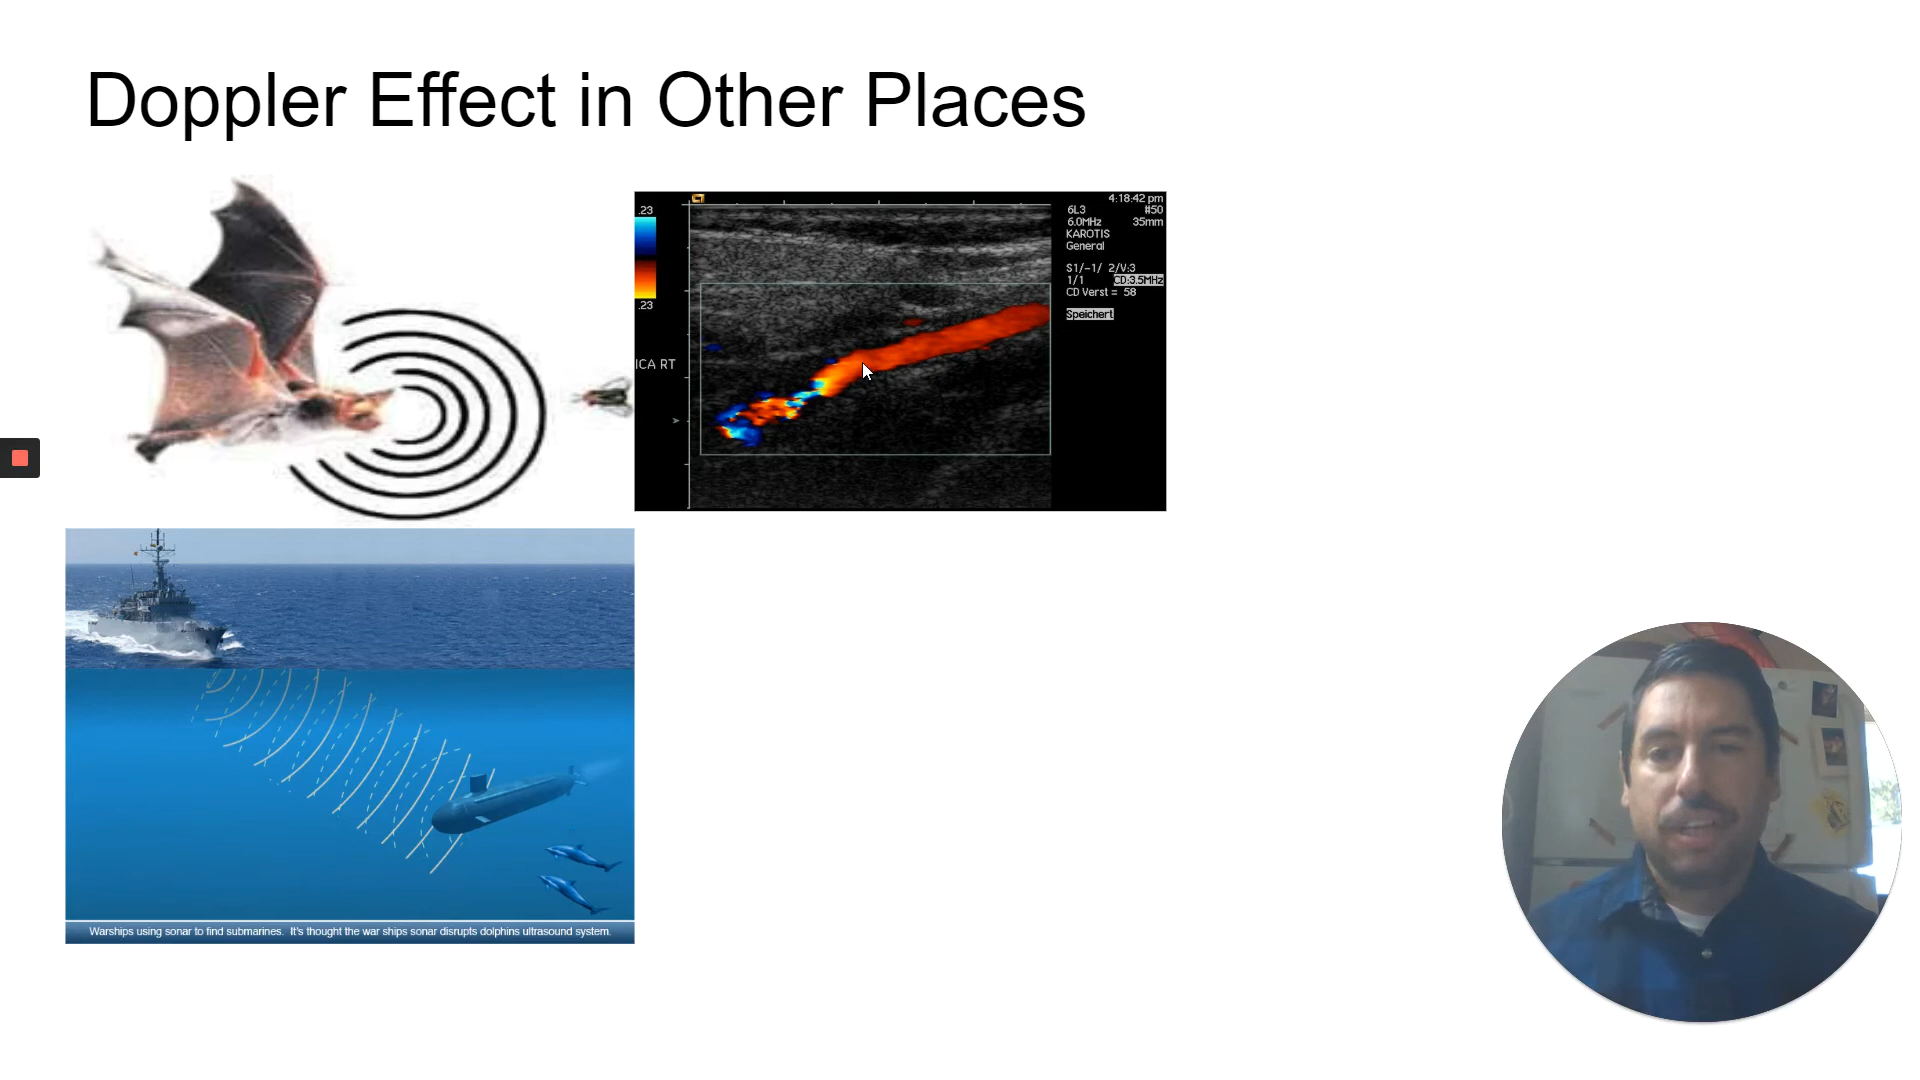 Doppler Effect in Other Places
4:18:42 pm
6L3 #50
6.0MHz 35mm
KAROTIS
General
S1/-1/ 2/V:3
1/1 CD:3.5MHz
CD Verst = 58
Speichert
.23
.23
ICA RT
Warships using sonar to find submarines. It's thought the war ships sonar disrupts dolphins ultrasound system.